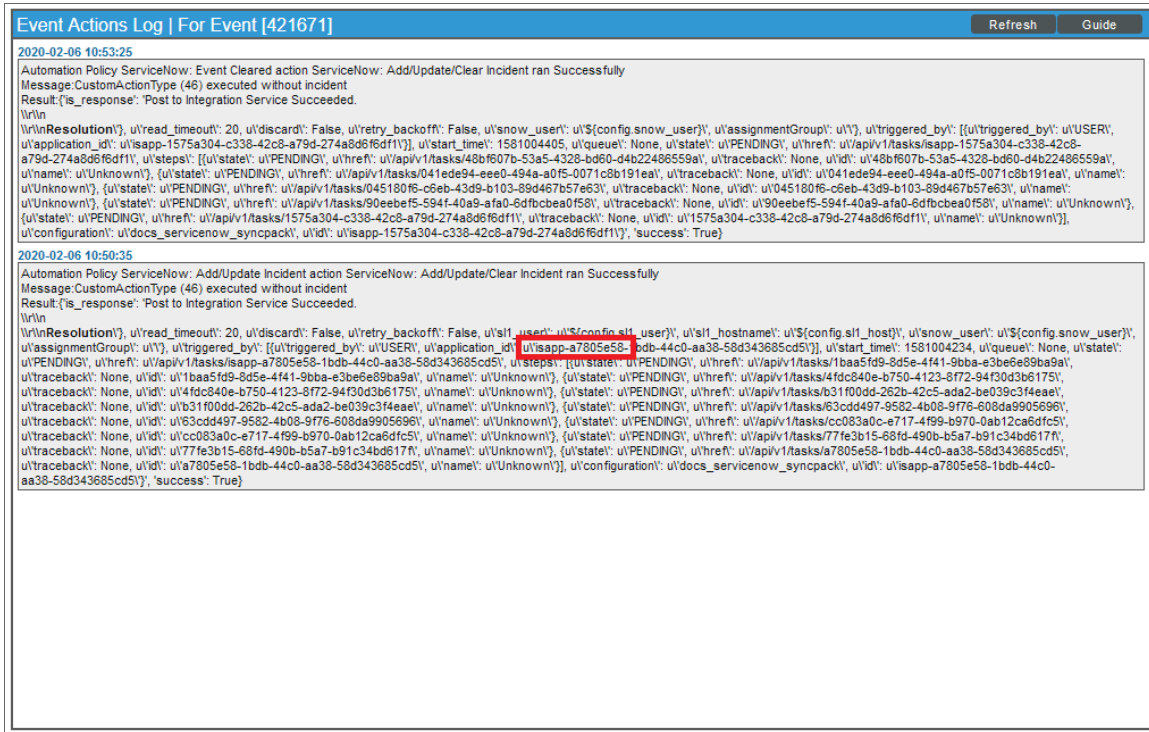 Event Actions Log | For Event [421671]
Refresh
Guide
2020-02-06 10:53:25
Automation Policy ServiceNow: Event Cleared action ServiceNow: Add/Update/Clear Incident ran Successfully
Message:CustomActionType (46) executed without incident
Result:{'is_response': 'Post to Integration Service Succeeded.
\\r\\n
\\r\\nResolution\'}, u\'read_timeout\': 20, u\'discard\': False, u\'retry_backoff\': False, u\'snow_user\': u\'${config.snow_user}\', u\'assignmentGroup\': u\'\'}, u\'triggered_by\': [{u\'triggered_by\': u\'USER\',
u\'application_id\': u\'isapp-1575a304-c338-42c8-a79d-274a8d6f6df1\'}], u\'start_time\': 1581004405, u\'queue\': None, u\'state\': u\'PENDING\', u\'href\': u\'/api/v1/tasks/isapp-1575a304-c338-42c8-
a79d-274a8d6f6df1\', u\'steps\': [{u\'state\': u\'PENDING\', u\'href\': u\'/api/v1/tasks/48bf607b-53a5-4328-bd60-d4b22486559a\', u\'traceback\': None, u\'id\': u\'48bf607b-53a5-4328-bd60-d4b22486559a\',
u\'name\': u\'Unknown\'}, {u\'state\': u\'PENDING\', u\'href\': u\'/api/v1/tasks/041ede94-eee0-494a-a0f5-0071c8b191ea\', u\'traceback\': None, u\'id\': u\'041ede94-eee0-494a-a0f5-0071c8b191ea\', u\'name\':
u\'Unknown\'}, {u\'state\': u\'PENDING\', u\'href\': u\'/api/v1/tasks/045180f6-c6eb-43d9-b103-89d467b57e63\', u\'traceback\': None, u\'id\': u\'045180f6-c6eb-43d9-b103-89d467b57e63\', u\'name\':
u\'Unknown\'}, {u\'state\': u\'PENDING\', u\'href\': u\'/api/v1/tasks/90eebef5-594f-40a9-afa0-6dfbcbea0f58\', u\'traceback\': None, u\'id\': u\'90eebef5-594f-40a9-afa0-6dfbcbea0f58\', u\'name\': u\'Unknown\'},
{u\'state\': u\'PENDING\', u\'href\': u\'/api/v1/tasks/1575a304-c338-42c8-a79d-274a8d6f6df1\', u\'traceback\': None, u\'id\': u\'1575a304-c338-42c8-a79d-274a8d6f6df1\', u\'name\': u\'Unknown\'}],
u\'configuration\': u\'docs_servicenow_syncpack\', u\'id\': u\'isapp-1575a304-c338-42c8-a79d-274a8d6f6df1\'}', 'success': True}
2020-02-06 10:50:35
Automation Policy ServiceNow: Add/Update Incident action ServiceNow: Add/Update/Clear Incident ran Successfully
Message:CustomActionType (46) executed without incident
Result:{'is_response': 'Post to Integration Service Succeeded.
\\r\\n
\\r\\nResolution\'}, u\'read_timeout\': 20, u\'discard\': False, u\'retry_backoff\': False, u\'sl1_user\': u\'${config.sl1_user}\', u\'sl1_hostname\': u\'${config.sl1_host}\', u\'snow_user\': u\'${config.snow_user}\',
u\'assignmentGroup\': u\'\'}, u\'triggered_by\': [{u\'triggered_by\': u\'USER\', u\'application_id\': u\'isapp-a7805e58-1bdb-44c0-aa38-58d343685cd5\'}], u\'start_time\': 1581004234, u\'queue\': None, u\'state\':
u\'PENDING\', u\'href\': u\'/api/v1/tasks/isapp-a7805e58-1bdb-44c0-aa38-58d343685cd5\', u\'steps\': [{u\'state\': u\'PENDING\', u\'href\': u\'/api/v1/tasks/1baa5fd9-8d5e-4f41-9bba-e3be6e89ba9a\',
u\'traceback\': None, u\'id\': u\'1baa5fd9-8d5e-4f41-9bba-e3be6e89ba9a\', u\'name\': u\'Unknown\'}, {u\'state\': u\'PENDING\', u\'href\': u\'/api/v1/tasks/4fdc840e-b750-4123-8f72-94f30d3b6175\',
u\'traceback\': None, u\'id\': u\'4fdc840e-b750-4123-8f72-94f30d3b6175\', u\'name\': u\'Unknown\'}, {u\'state\': u\'PENDING\', u\'href\': u\'/api/v1/tasks/b31f00dd-262b-42c5-ada2-be039c3f4eae\',
u\'traceback\': None, u\'id\': u\'b31f00dd-262b-42c5-ada2-be039c3f4eae\', u\'name\': u\'Unknown\'}, {u\'state\': u\'PENDING\', u\'href\': u\'/api/v1/tasks/63cdd497-9582-4b08-9f76-608da9905696\',
u\'traceback\': None, u\'id\': u\'63cdd497-9582-4b08-9f76-608da9905696\', u\'name\': u\'Unknown\'}, {u\'state\': u\'PENDING\', u\'href\': u\'/api/v1/tasks/cc083a0c-e717-4f99-b970-0ab12ca6dfc5\',
u\'traceback\': None, u\'id\': u\'cc083a0c-e717-4f99-b970-0ab12ca6dfc5\', u\'name\': u\'Unknown\'}, {u\'state\': u\'PENDING\', u\'href\': u\'/api/v1/tasks/77fe3b15-68fd-490b-b5a7-b91c34bd617f\',
u\'traceback\': None, u\'id\': u\'77fe3b15-68fd-490b-b5a7-b91c34bd617f\', u\'name\': u\'Unknown\'}, {u\'state\': u\'PENDING\', u\'href\': u\'/api/v1/tasks/a7805e58-1bdb-44c0-aa38-58d343685cd5\',
u\'traceback\': None, u\'id\': u\'a7805e58-1bdb-44c0-aa38-58d343685cd5\', u\'name\': u\'Unknown\'}], u\'configuration\': u\'docs_servicenow_syncpack\', u\'id\': u\'isapp-a7805e58-1bdb-44c0-
aa38-58d343685cd5\'}', 'success': True}